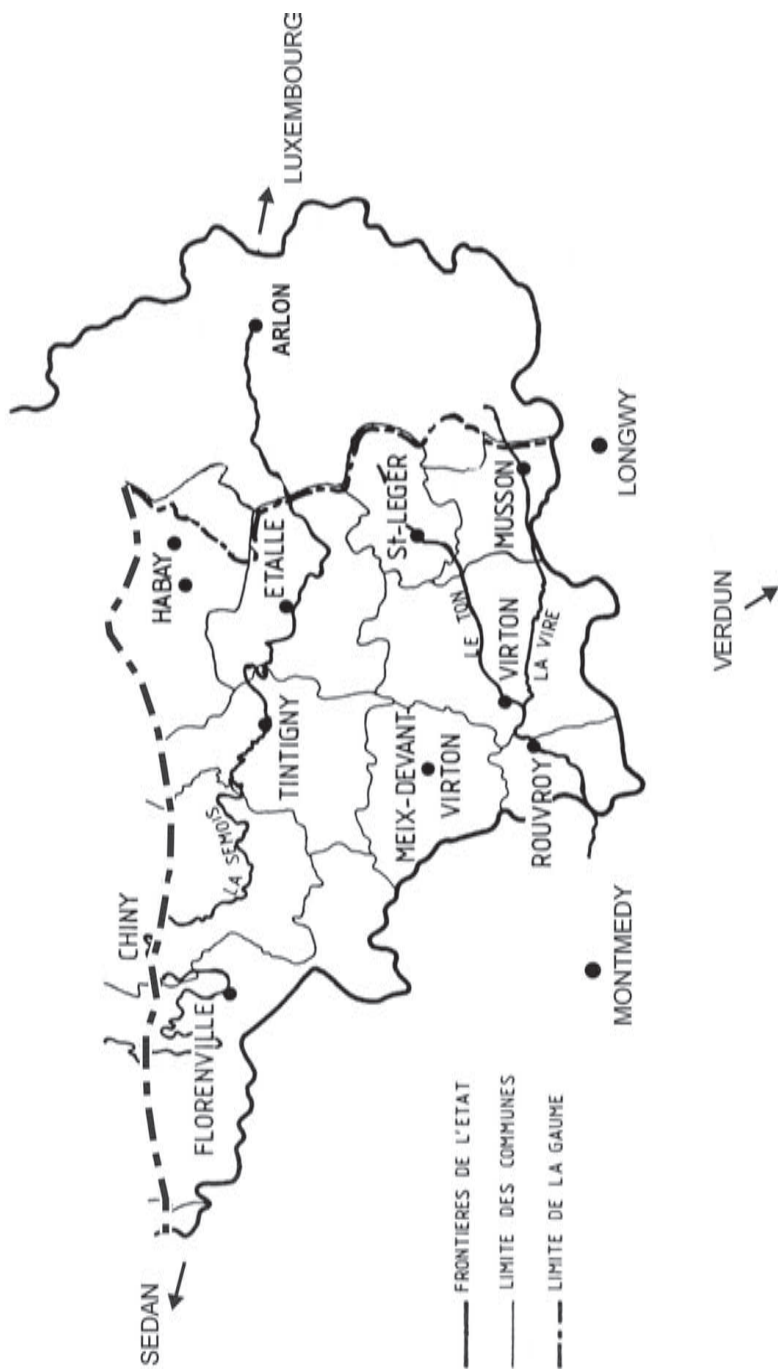 SEDAN
LUXEMBOURG
CHINY
FLORENVILLE
LA SEMOIS
HABAY
ETALLE
TINTIGNY
ARLON
MEIX-DEVANT-
VIRTON
St-LEGER
LE TON
VIRTON
LA VIRE
MUSSON
ROUVROY
MONTMEDY
LONGWY
VERDUN
FRONTIERES DE L'ETAT
LIMITE DES COMMUNES
LIMITE DE LA GAUME